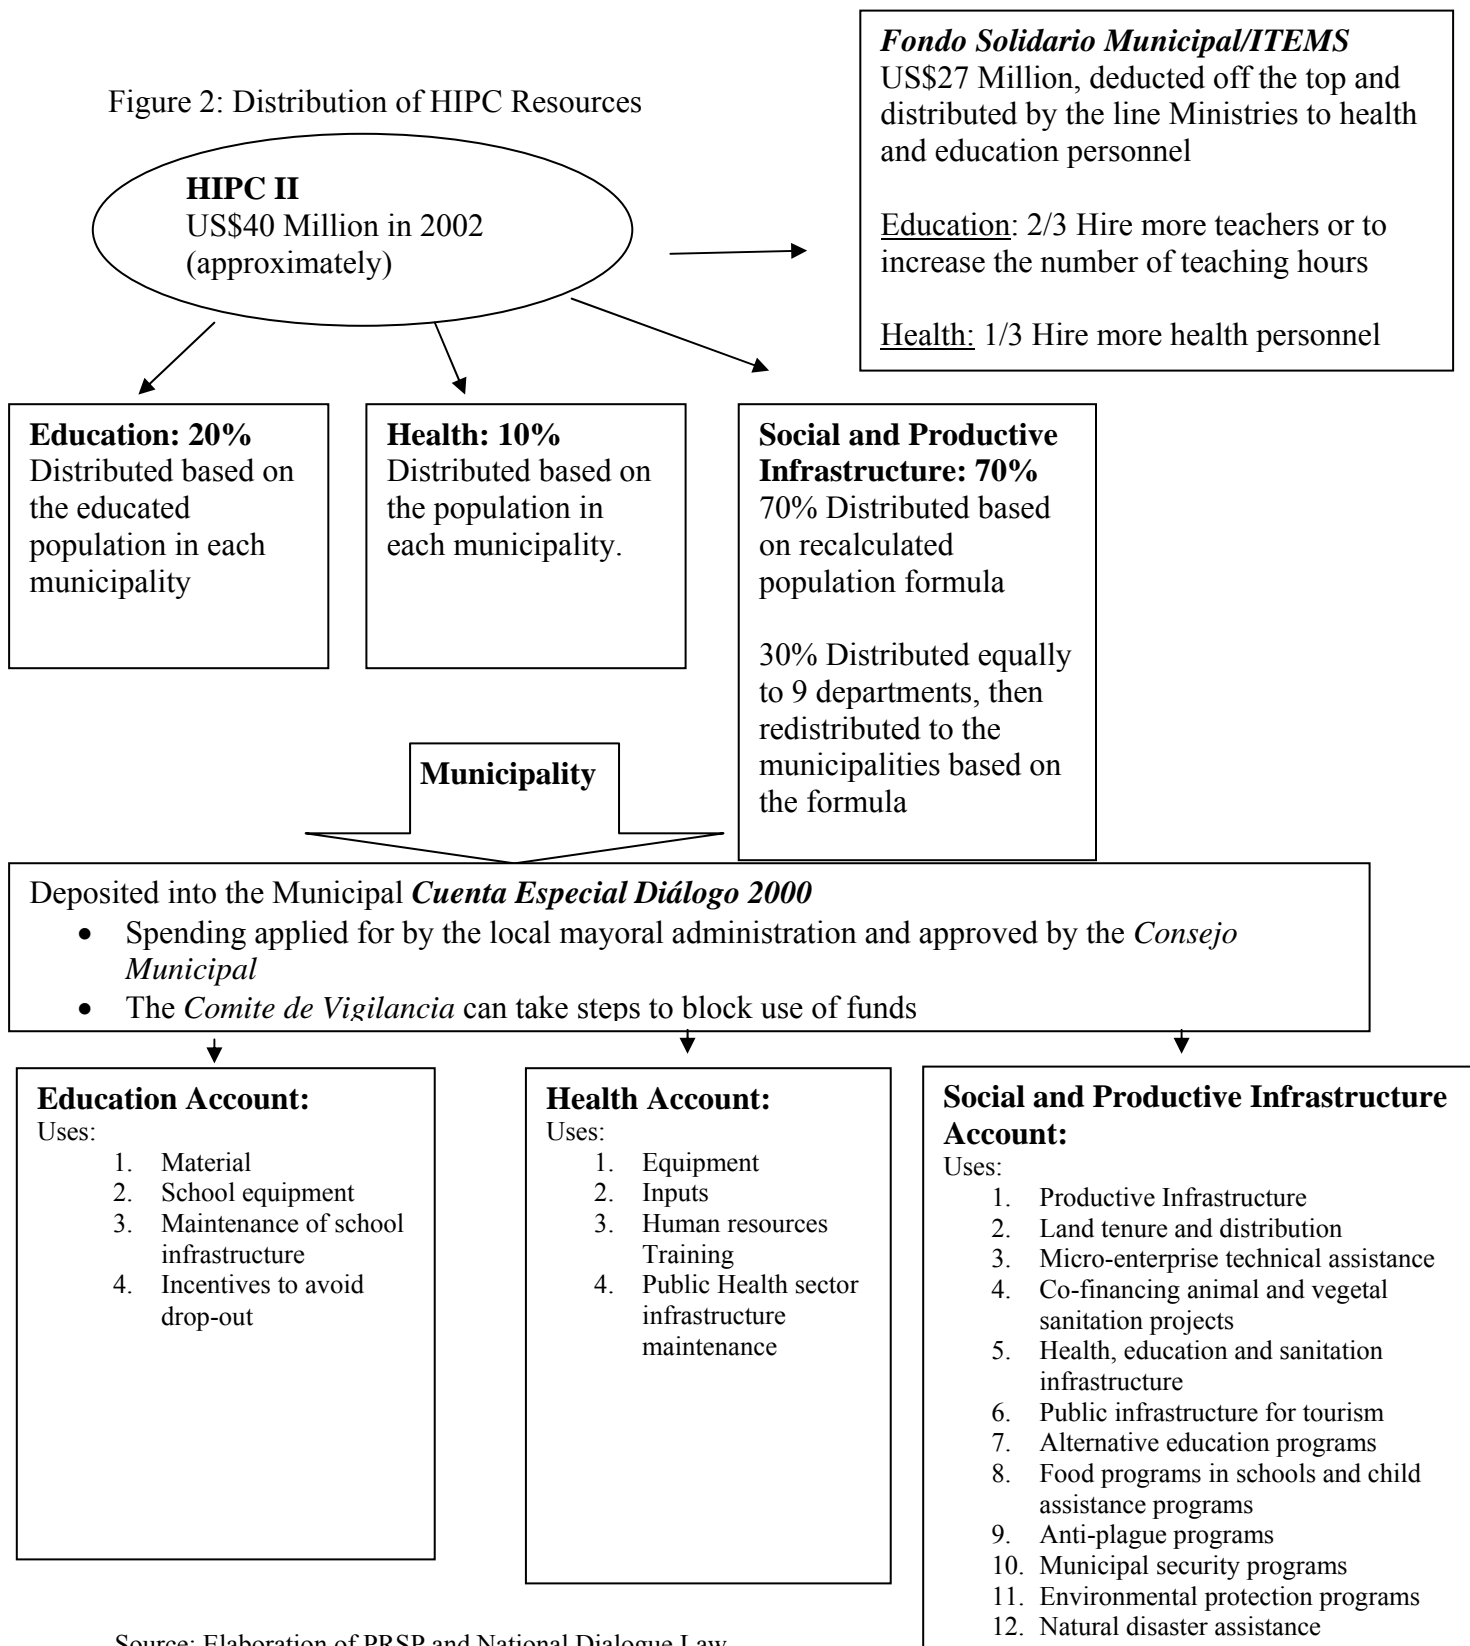 Fondo Solidario Municipal/ITEMS
US$27 Million, deducted off the top and
distributed by the line Ministries to health
and education personnel
Education: 2/3 Hire more teachers or to
increase the number of teaching hours
Health: 1/3 Hire more health personnel
Figure 2: Distribution of HIPC Resources
HIPC II
US$40 Million in 2002
(approximately)
Education: 20%
Distributed based on
the educated
population in each
municipality
Health: 10%
Distributed based on
the population in
each municipality.
Social and Productive
Infrastructure: 70%
70% Distributed based
on recalculated
population formula
30% Distributed equally
to 9 departments, then
redistributed to the
municipalities based on
the formula
Municipality
Deposited into the Municipal Cuenta Especial Diálogo 2000
• Spending applied for by the local mayoral administration and approved by the Consejo
Municipal
• The Comite de Vigilancia can take steps to block use of funds
Education Account:
Uses:
1. Material
2. School equipment
3. Maintenance of school
infrastructure
4. Incentives to avoid
drop-out
Health Account:
Uses:
1. Equipment
2. Inputs
3. Human resources
Training
4. Public Health sector
infrastructure
maintenance
Social and Productive Infrastructure
Account:
Uses:
1. Productive Infrastructure
2. Land tenure and distribution
3. Micro-enterprise technical assistance
4. Co-financing animal and vegetal
sanitation projects
5. Health, education and sanitation
infrastructure
6. Public infrastructure for tourism
7. Alternative education programs
8. Food programs in schools and child
assistance programs
9. Anti-plague programs
10. Municipal security programs
11. Environmental protection programs
12. Natural disaster assistance
Source: Elaboration of PRSP and National Dialogue Law